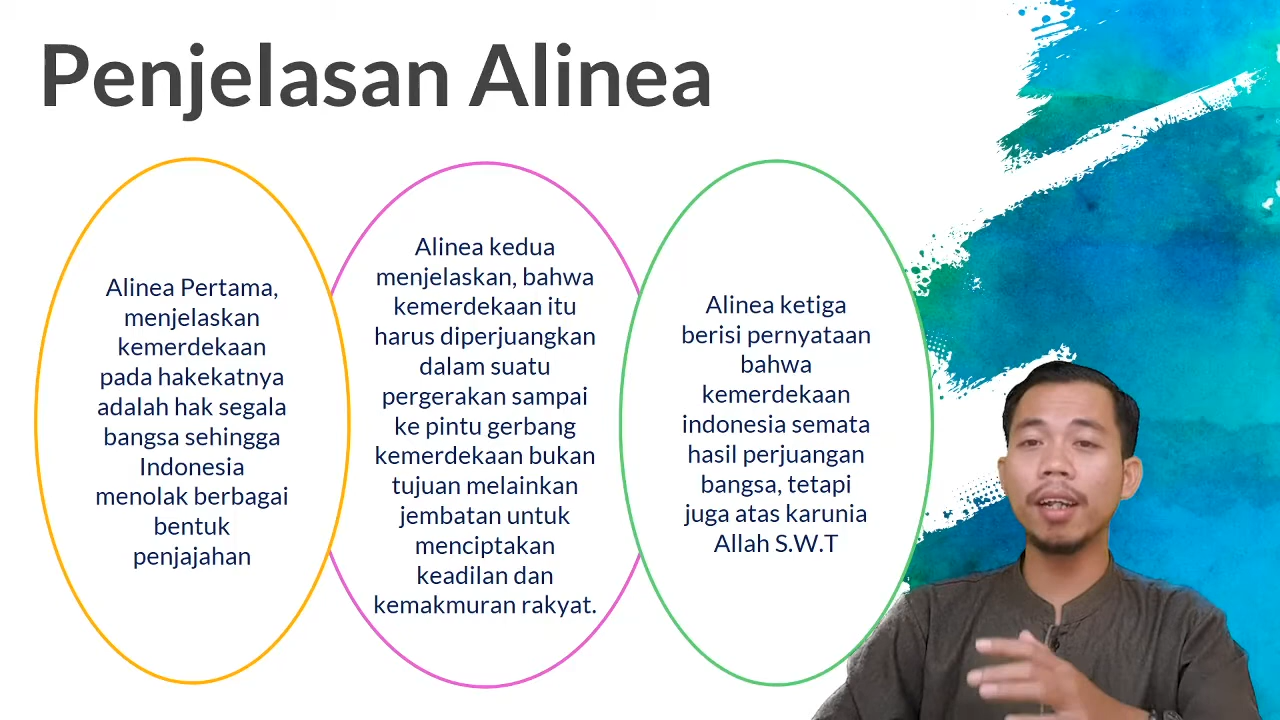 Penjelasan Alinea
Alinea Pertama,
menjelaskan
kemerdekaan
pada hakekatnya
adalah hak segala
bangsa sehingga
Indonesia
menolak berbagai
bentuk
penjajahan
Alinea kedua
menjelaskan, bahwa
kemerdekaan itu
harus diperjuangkan
dalam suatu
pergerakan sampai
ke pintu gerbang
kemerdekaan bukan
tujuan melainkan
jembatan untuk
menciptakan
keadilan dan
kemakmuran rakyat.
Alinea ketiga
berisi pernyataan
bahwa
kemerdekaan
indonesia semata
hasil perjuangan
bangsa, tetapi
juga atas karunia
Allah S.W.T